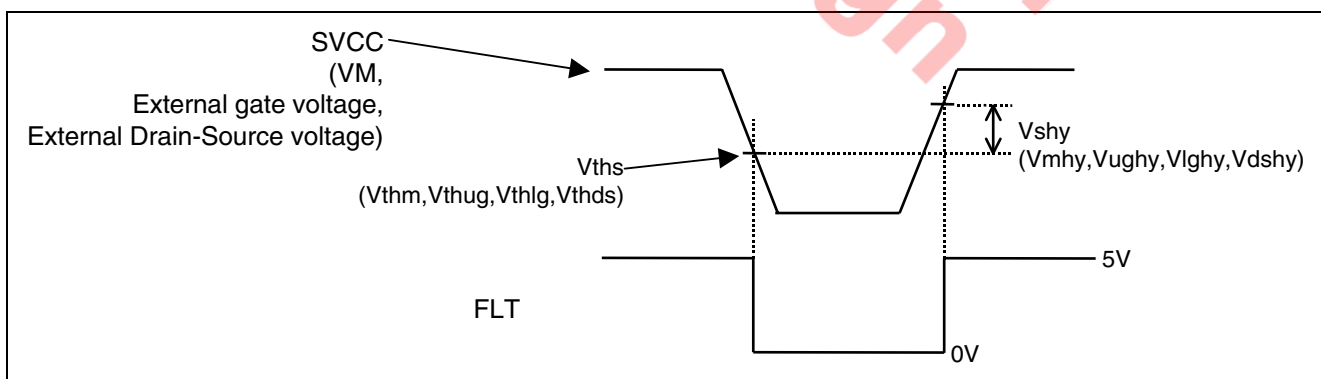 SVCC
(VM,
External gate voltage,
External Drain-Source voltage)
Vths
(Vthm,Vthug,Vthlg,Vthds)
Vshy
(Vmhy,Vughy,Vlghy,Vdshy)
5V
FLT
0V